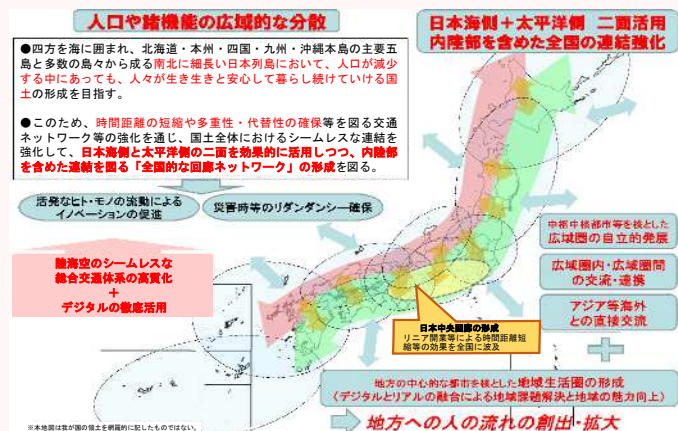 人口や諸機能の広域的な分散
日本海側＋太平洋側 二面活用
内陸部を含めた全国の連結強化
●四方を海に囲まれ、北海道・本州・四国・九州・沖縄本島の主要五
島と多数の島々から成る南北に細長い日本列島において、人口が減少
する中にあっても、人々が生き生きと安心して暮らし続けていける国
土の形成を目指す。
●このため、時間距離の短縮や多重性・代替性の確保等を図る交通
ネットワーク等の強化を通じ、国土全体におけるシームレスな連結を
強化して、日本海側と太平洋側の二面を効果的に活用しつつ、内陸部
を含めた連結を図る「全国的な回廊ネットワーク」の形成を図る。
活発なヒト・モノの流動による
イノベーションの促進
災害時等のリダンダンシー確保
陸海空のシームレスな
総合交通体系の高質化
＋
デジタルの徹底活用
中枢中核都市等を核とした
広域圏の自立的発展
広域圏内・広域圏間
の交流・連携
アジア等海外
との直接交流
日本中央回廊の形成
リニア開業等による時間距離短
縮等の効果を全国に波及
地方の中心的な都市を核とした地域生活圏の形成
（デジタルとリアルの融合による地域課題解決と地域の魅力向上）
地方への人の流れの創出・拡大
※本地図は我が国の領土を網羅的に記したものではない。